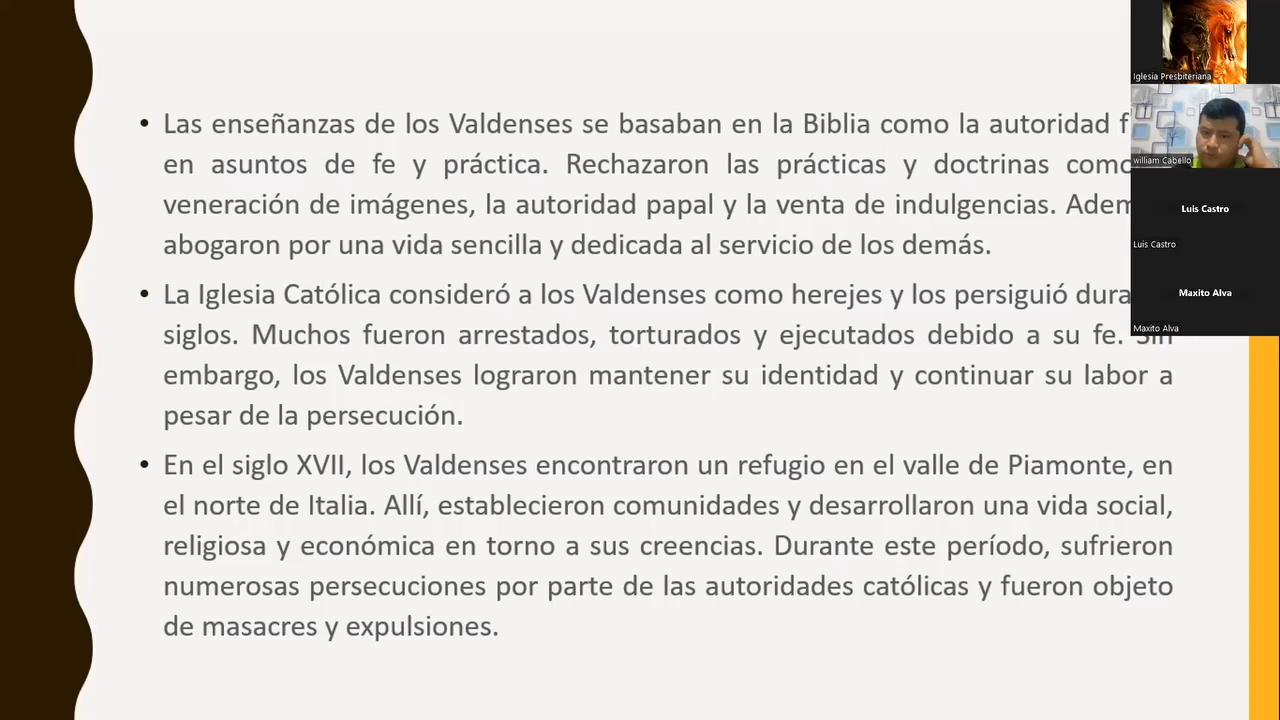 • Las enseñanzas de los Valdenses se basaban en la Biblia como la autoridad
en asuntos de fe y práctica. Rechazaron las prácticas y doctrinas como
veneración de imágenes, la autoridad papal y la venta de indulgencias.
abogaron por una vida sencilla y dedicada al servicio de los demás.
• La Iglesia Católica consideró a los Valdenses como herejes y los persiguió
siglos. Muchos fueron arrestados, torturados y ejecutados debido a su fe. Sin
embargo, los Valdenses lograron mantener su identidad y continuar su labor a
pesar de la persecución.
• En el siglo XVII, los Valdenses encontraron un refugio en el valle de Piamonte, en
el norte de Italia. Allí, establecieron comunidades y desarrollaron una vida social,
religiosa y económica en torno a sus creencias. Durante este período, sufrieron
numerosas persecuciones por parte de las autoridades católicas y fueron objeto
de masacres y expulsiones.
Iglesia Presbiteriana
william Cabello
Luis Castro
Luis Castro
Maxito Alva
Maxito Alva